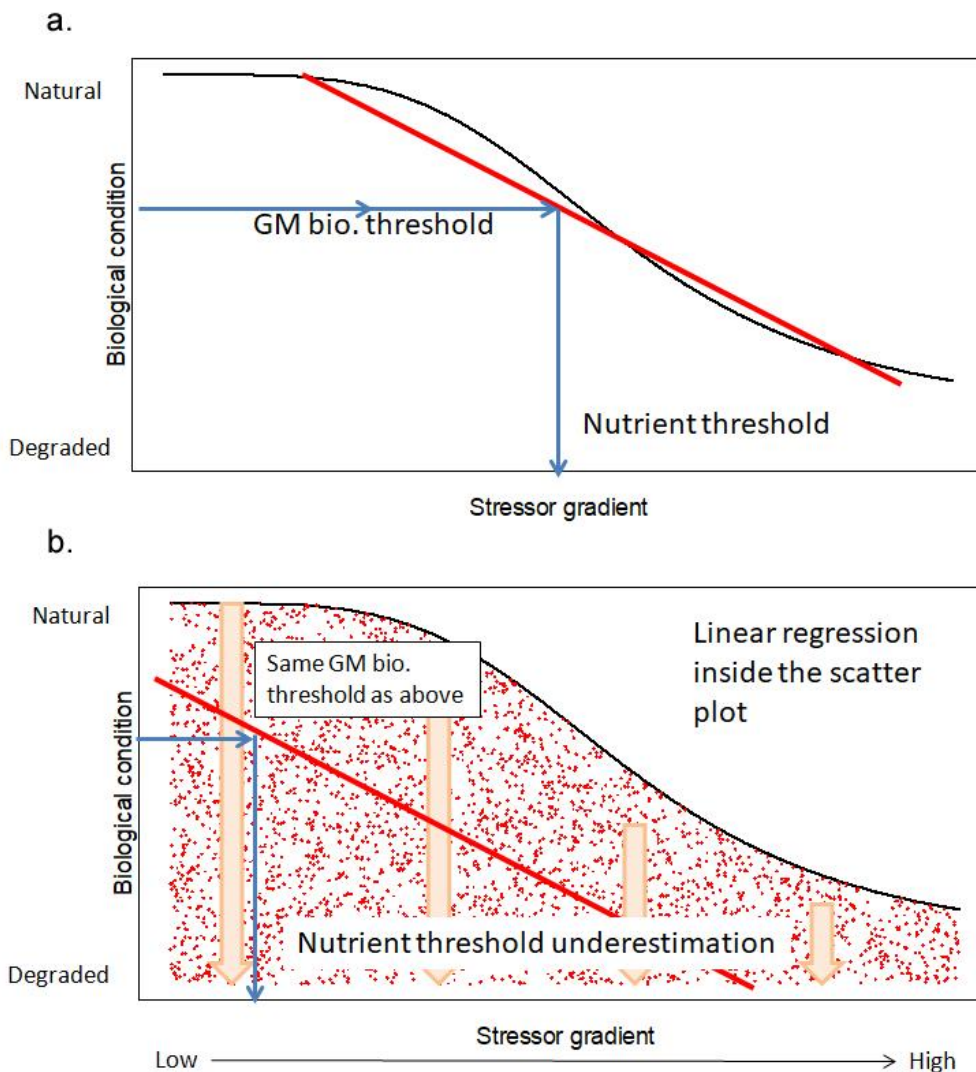 a.
Natural
Biological condition
GM bio. threshold
Nutrient threshold
Degraded
Stressor gradient
b.
Natural
Linear regression
inside the scatter
plot
Same GM bio.
threshold as above
Biological condition
Nutrient threshold underestimation
Degraded
Stressor gradient
Low
High